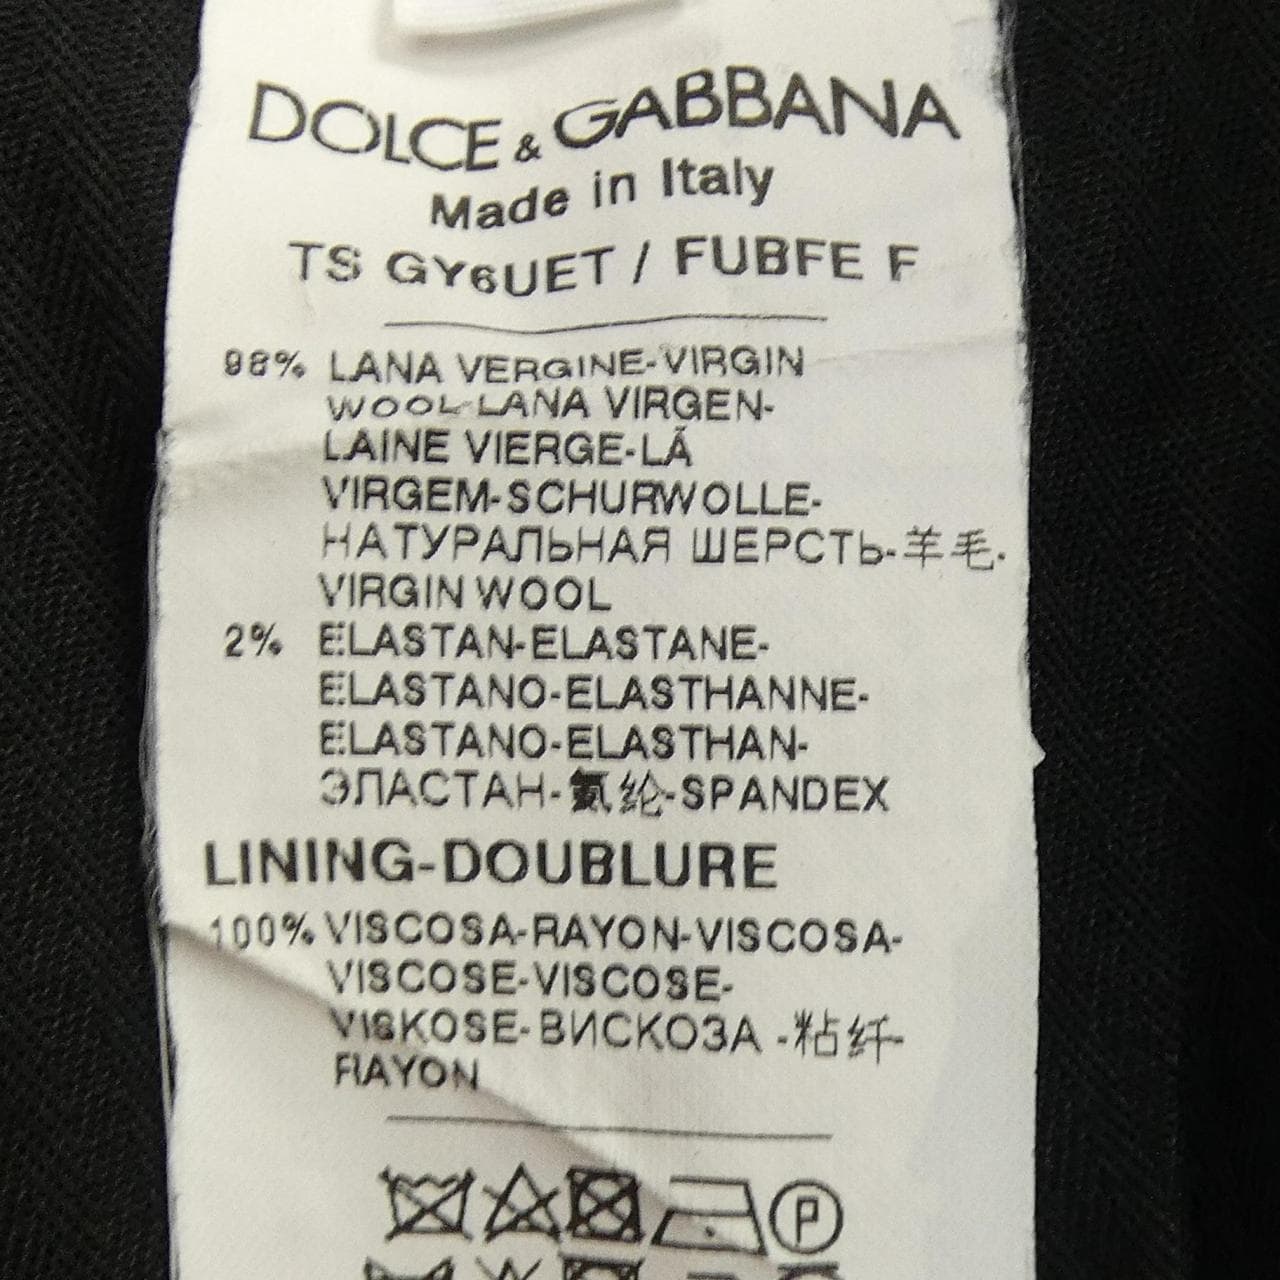 DOLCE & GABBANA
Made in Italy
TS GY6UET / FUBFE F
98% LANA VERGINE-VIRGIN
WOOL-LANA VIRGEN-
LAINE VIERGE-LÃ
VIRGEM-SCHURWOLLE-
НАТУРАЛЬНАЯ ШЕРСТЬ-羊毛-
VIRGIN WOOL
2% ELASTAN-ELASTANE-
ELASTANO-ELASTHANNE-
ELASTANO-ELASTHAN-
ЭЛАСТАН-氨纶-SPANDEX
LINING-DOUBLURE
100% VISCOSA-RAYON-VISCOSA-
VISCOSE-VISCOSE-
VISKOSE-ВИСКОЗА -粘纤-
RAYON
P